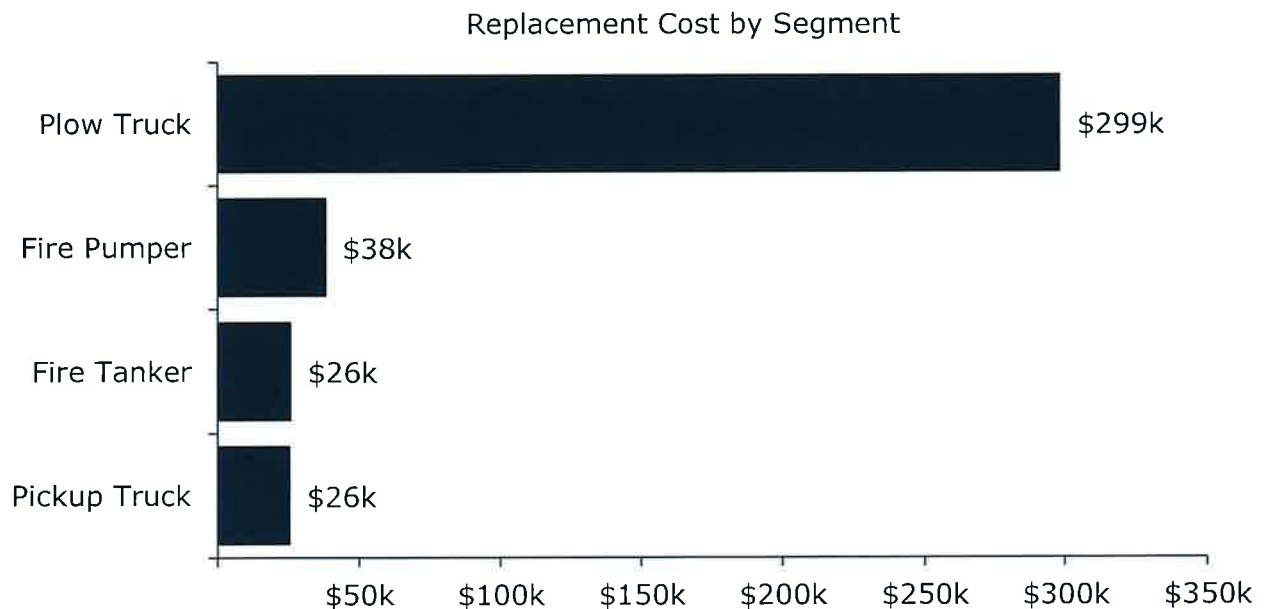 Replacement Cost by Segment
Plow Truck
$299k
Fire Pumper
$38k
Fire Tanker
$26k
Pickup Truck
$26k
$50k $100k $150k $200k $250k $300k $350k